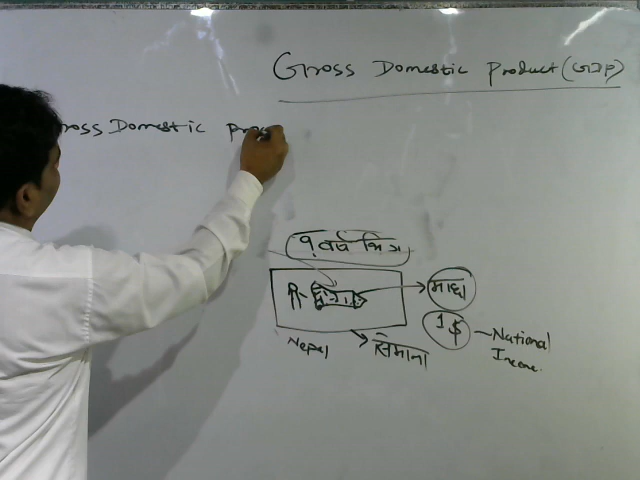 Gross Domestic Product (GDP)
ross Domestic pro
१ वर्ष भित्र
माथा
1 $ - National
Income.
Nepal
सिमाना